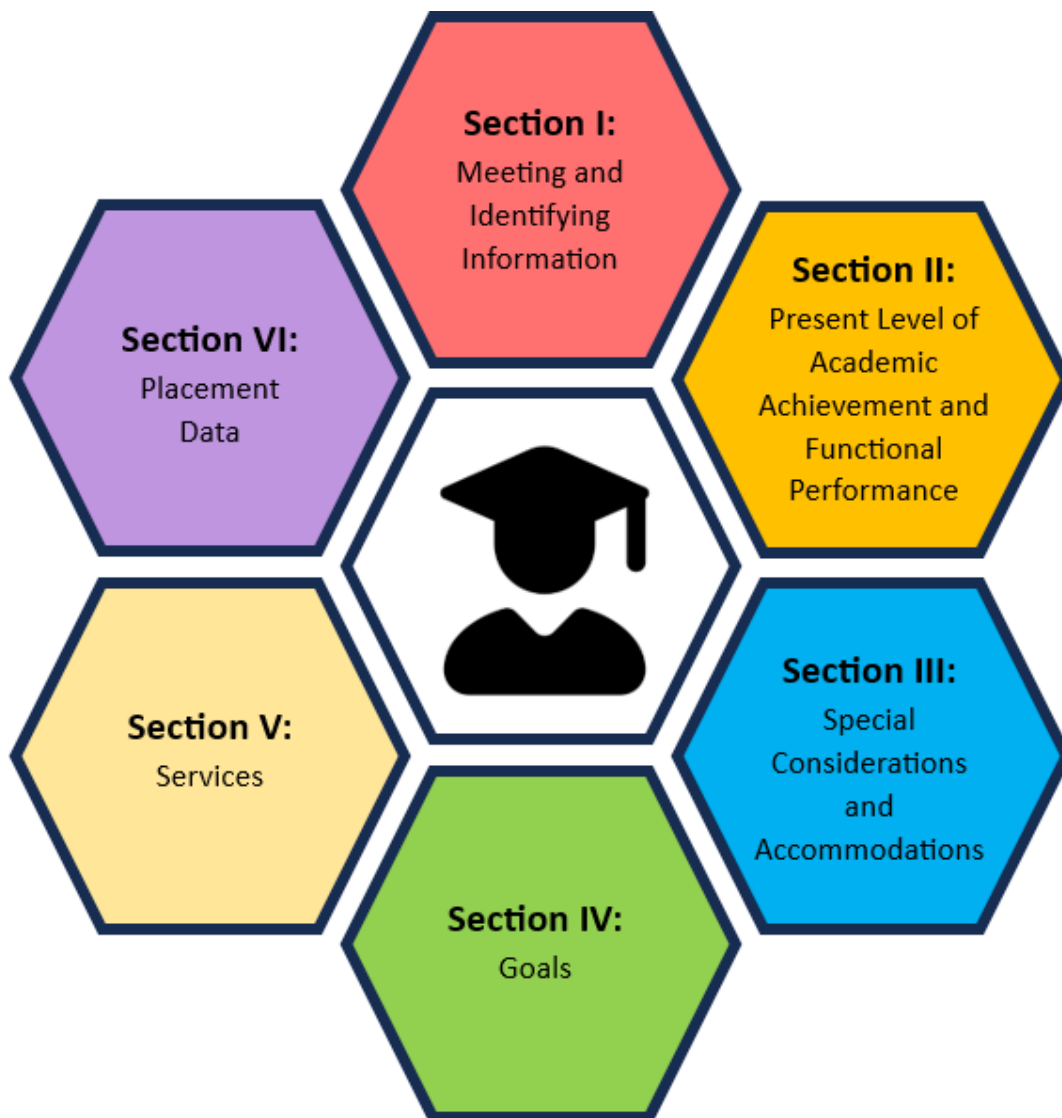 Section I:
Meeting and
Identifying
Information
Section II:
Present Level of
Academic
Achievement and
Functional
Performance
Section III:
Special
Considerations
and
Accommodations
Section IV:
Goals
Section V:
Services
Section VI:
Placement
Data